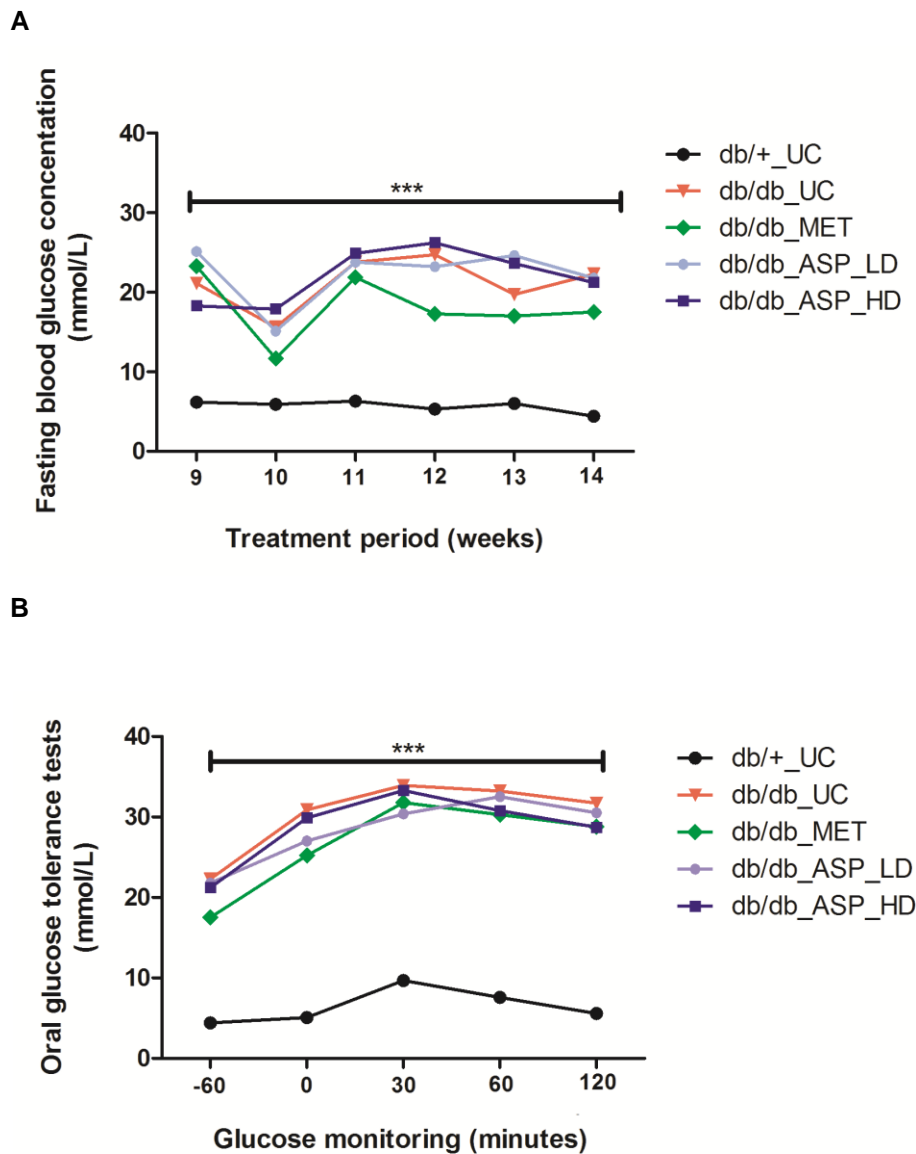 A
Fasting blood glucose concentation
(mmol/L)
40
30
20
10
0
***
9 10 11 12 13 14
Treatment period (weeks)
db/+_UC
db/db_UC
db/db_MET
db/db_ASP_LD
db/db_ASP_HD
B
Oral glucose tolerance tests
(mmol/L)
40
30
20
10
0
***
-60 0 30 60 120
Glucose monitoring (minutes)
db/+_UC
db/db_UC
db/db_MET
db/db_ASP_LD
db/db_ASP_HD